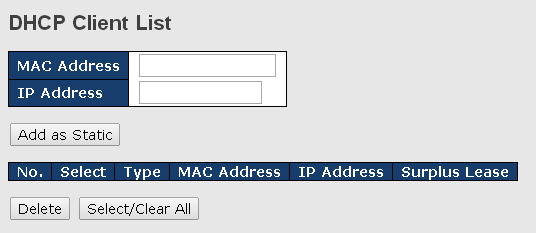 DHCP Client List
MAC Address
IP Address
Add as Static
No. Select Type MAC Address IP Address Surplus Lease
Delete Select/Clear All